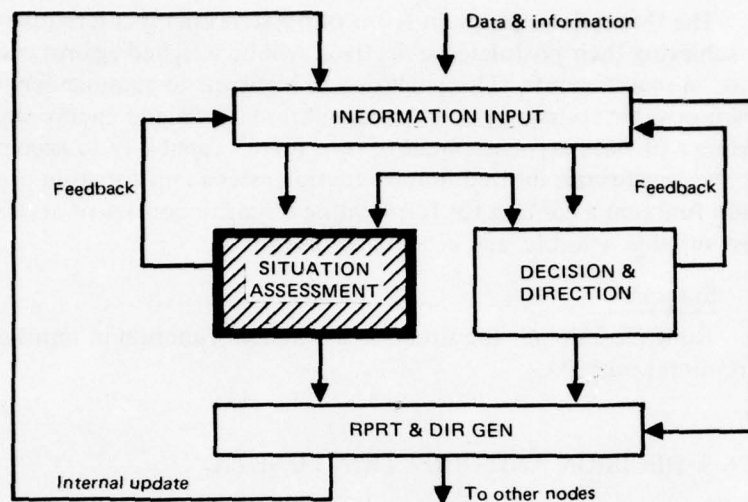 Data & information
INFORMATION INPUT
Feedback
Feedback
SITUATION
ASSESSMENT
DECISION &
DIRECTION
RPRT & DIR GEN
Internal update
To other nodes